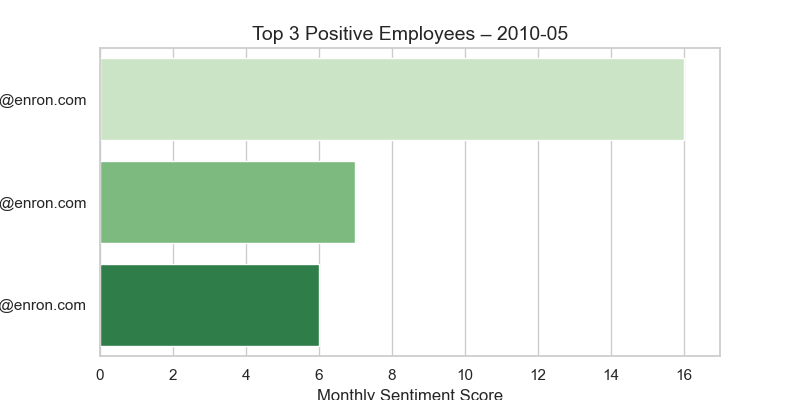 Top 3 Positive Employees – 2010-05
@enron.com
@enron.com
@enron.com
0 2 4 6 8 10 12 14 16
Monthly Sentiment Score